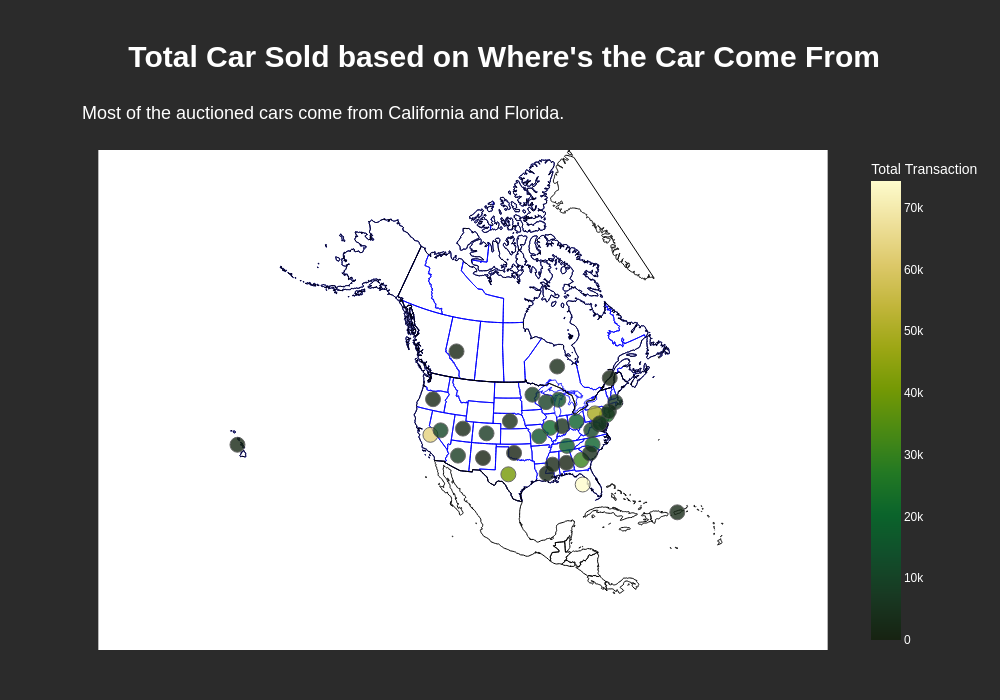 Total Car Sold based on Where's the Car Come From
Most of the auctioned cars come from California and Florida.
Total Transaction
70k
60k
50k
40k
30k
20k
10k
0